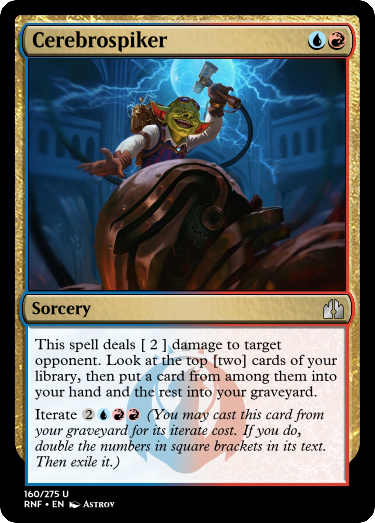 Cerebrospiker
Sorcery
This spell deals [ 2 ] damage to target
opponent. Look at the top [two] cards of your
library, then put a card from among them into
your hand and the rest into your graveyard.
Iterate 2 (You may cast this card from
your graveyard for its iterate cost. If you do,
double the numbers in square brackets in its text.
Then exile it.)
160/275 U
RNF • EN Astrov